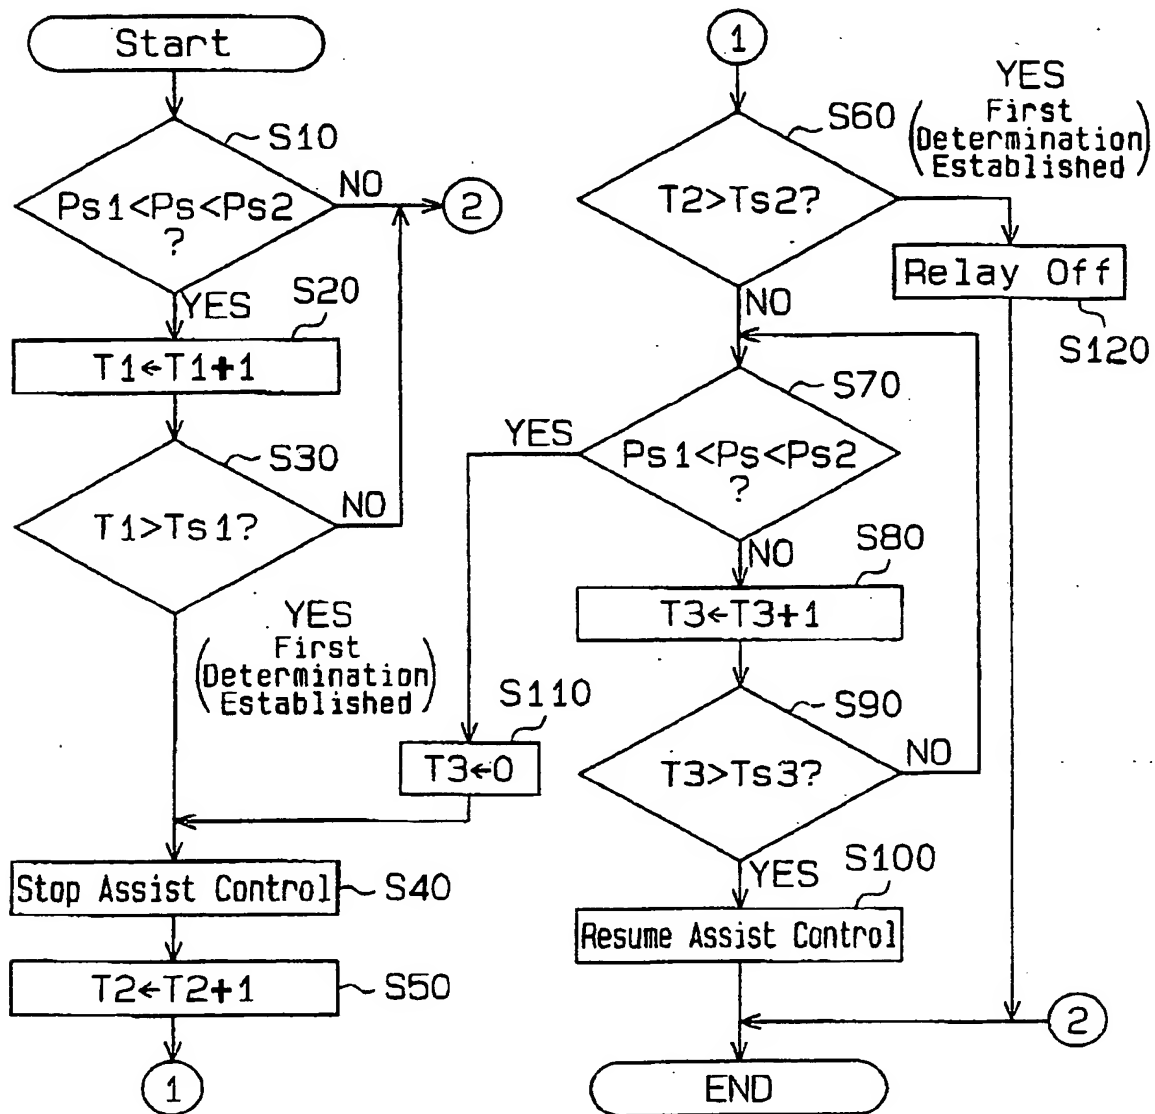 Start
S10
Ps1<Ps<Ps2
?
NO
2
YES
S20
T1←T1+1
S30
T1>Ts1?
NO
YES
(First
Determination
Established)
S110
T3←0
Stop Assist Control
S40
T2←T2+1
S50
1
1
S60
T2>Ts2?
YES
(First
Determination
Established)
Relay Off
S120
NO
S70
YES
Ps1<Ps<Ps2
?
NO
S80
T3←T3+1
S90
T3>Ts3?
NO
YES
S100
Resume Assist Control
2
END